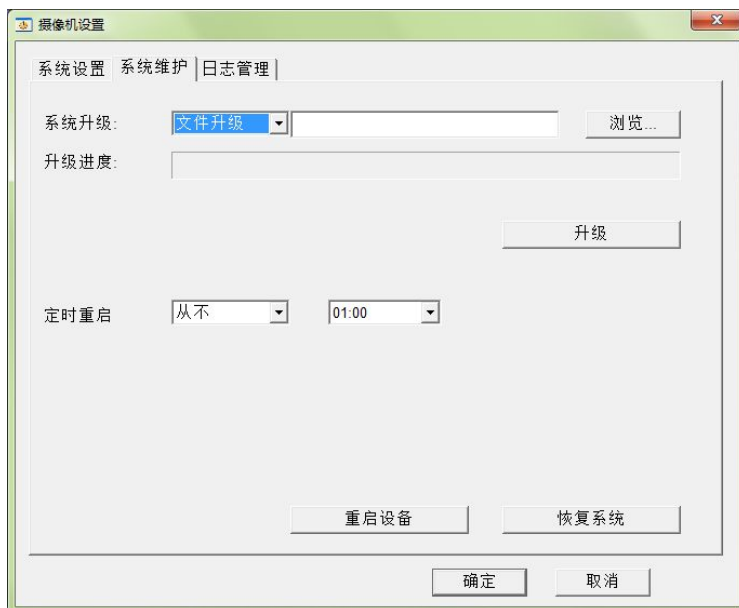 摄像机设置
系统设置 系统维护 日志管理
系统升级: 文件升级 浏览...
升级进度:
升级
定时重启 从不 01:00
重启设备 恢复系统
确定 取消